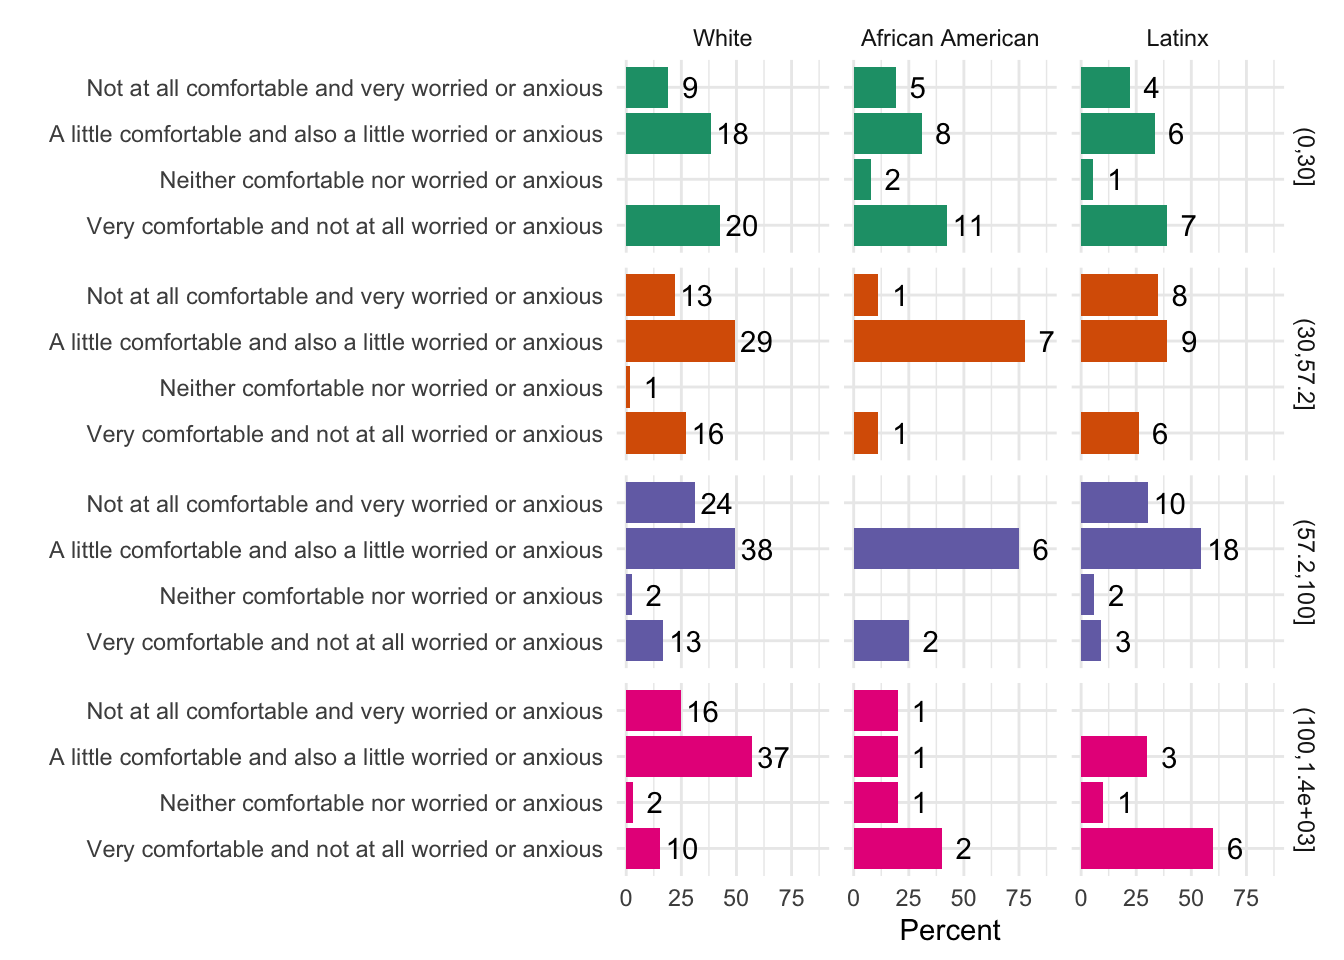 White African American Latinx
Not at all comfortable and very worried or anxious 9 5 4
A little comfortable and also a little worried or anxious 18 8 6
Neither comfortable nor worried or anxious 2 1
Very comfortable and not at all worried or anxious 20 11 7
(0,30]
Not at all comfortable and very worried or anxious 13 1 8
A little comfortable and also a little worried or anxious 29 7 9
Neither comfortable nor worried or anxious 1
Very comfortable and not at all worried or anxious 16 1 6
(30,57.2]
Not at all comfortable and very worried or anxious 24 10
A little comfortable and also a little worried or anxious 38 6 18
Neither comfortable nor worried or anxious 2 2
Very comfortable and not at all worried or anxious 13 2 3
(57.2,100]
Not at all comfortable and very worried or anxious 16 1
A little comfortable and also a little worried or anxious 37 1 3
Neither comfortable nor worried or anxious 2 1 1
Very comfortable and not at all worried or anxious 10 2 6
(100,1.4e+03]
0 25 50 75 0 25 50 75 0 25 50 75
Percent